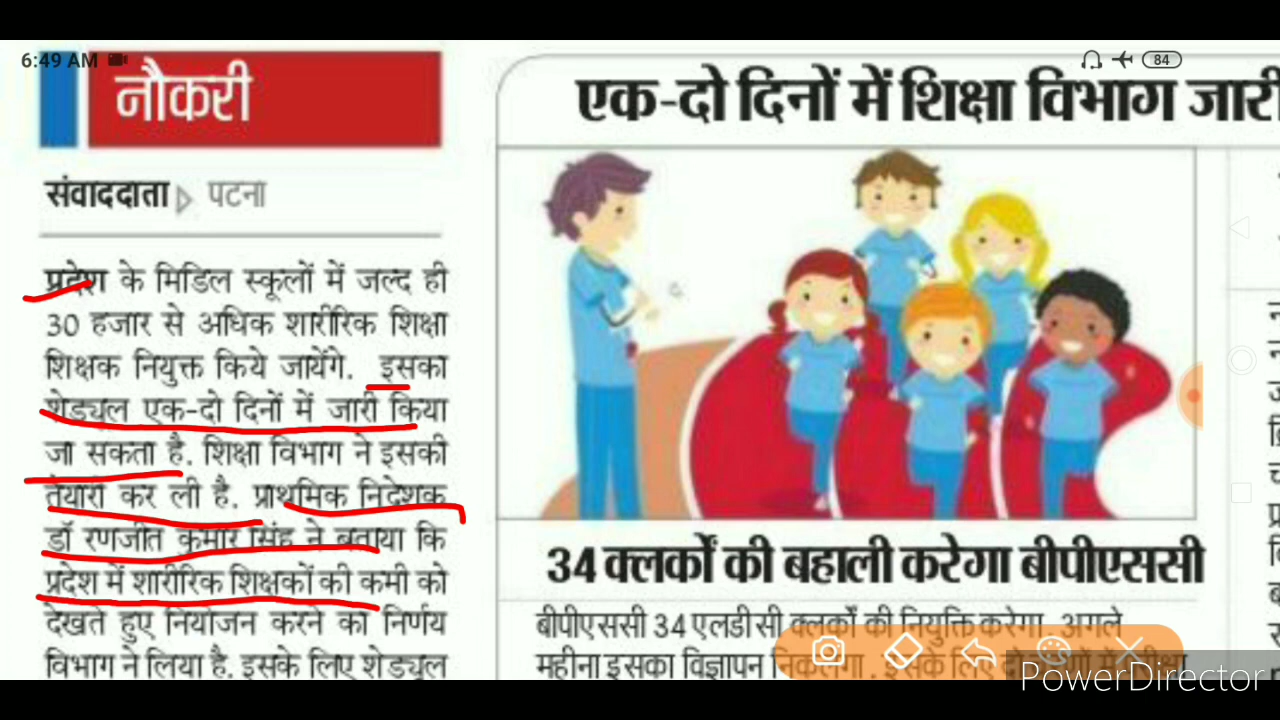 6:49 AM
84
नौकरी
एक-दो दिनों में शिक्षा विभाग जारी
संवाददाता पटना
प्रदेश के मिडिल स्कूलों में जल्द ही
30 हजार से अधिक शारीरिक शिक्षा
शिक्षक नियुक्त किये जायेंगे. इसका
शेड्यूल एक-दो दिनों में जारी किया
जा सकता है. शिक्षा विभाग ने इसकी
तैयारी कर ली है. प्राथमिक निदेशक
डॉ रणजीत कुमार सिंह ने बताया कि
प्रदेश में शारीरिक शिक्षकों की कमी को
देखते हुए नियोजन करने का निर्णय
विभाग ने लिया है. इसके लिए शेड्यूल
34 क्लर्कों की बहाली करेगा बीपीएससी
बीपीएससी 34 एलडीसी क्लर्कों की नियुक्ति करेगा. अगले
महीना इसका विज्ञापन निकलेगा. इसके लिए
PowerDirector